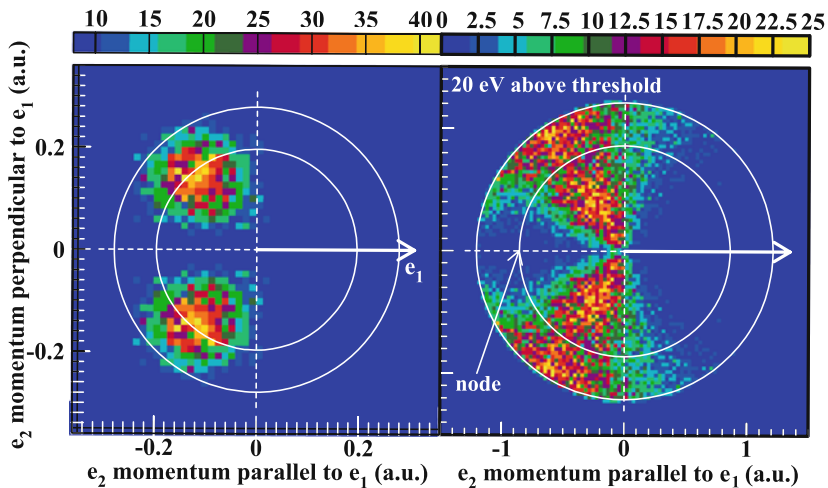 10 15 20 25 30 35 40
0 2.5 5 7.5 10 12.5 15 17.5 20 22.5 25
e2 momentum perpendicular to e1 (a.u.)
0.2
0
-0.2
e1
-0.2 0 0.2
e2 momentum parallel to e1 (a.u.)
20 eV above threshold
node
-1 0 1
e2 momentum parallel to e1 (a.u.)